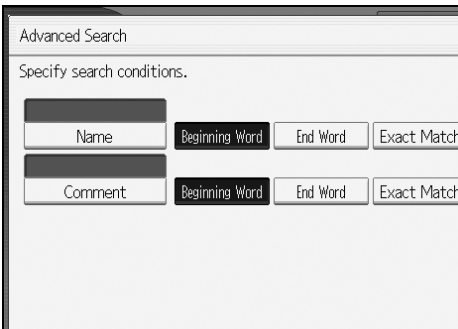 Advanced Search
Specify search conditions.
Name Beginning Word End Word Exact Match
Comment Beginning Word End Word Exact Match